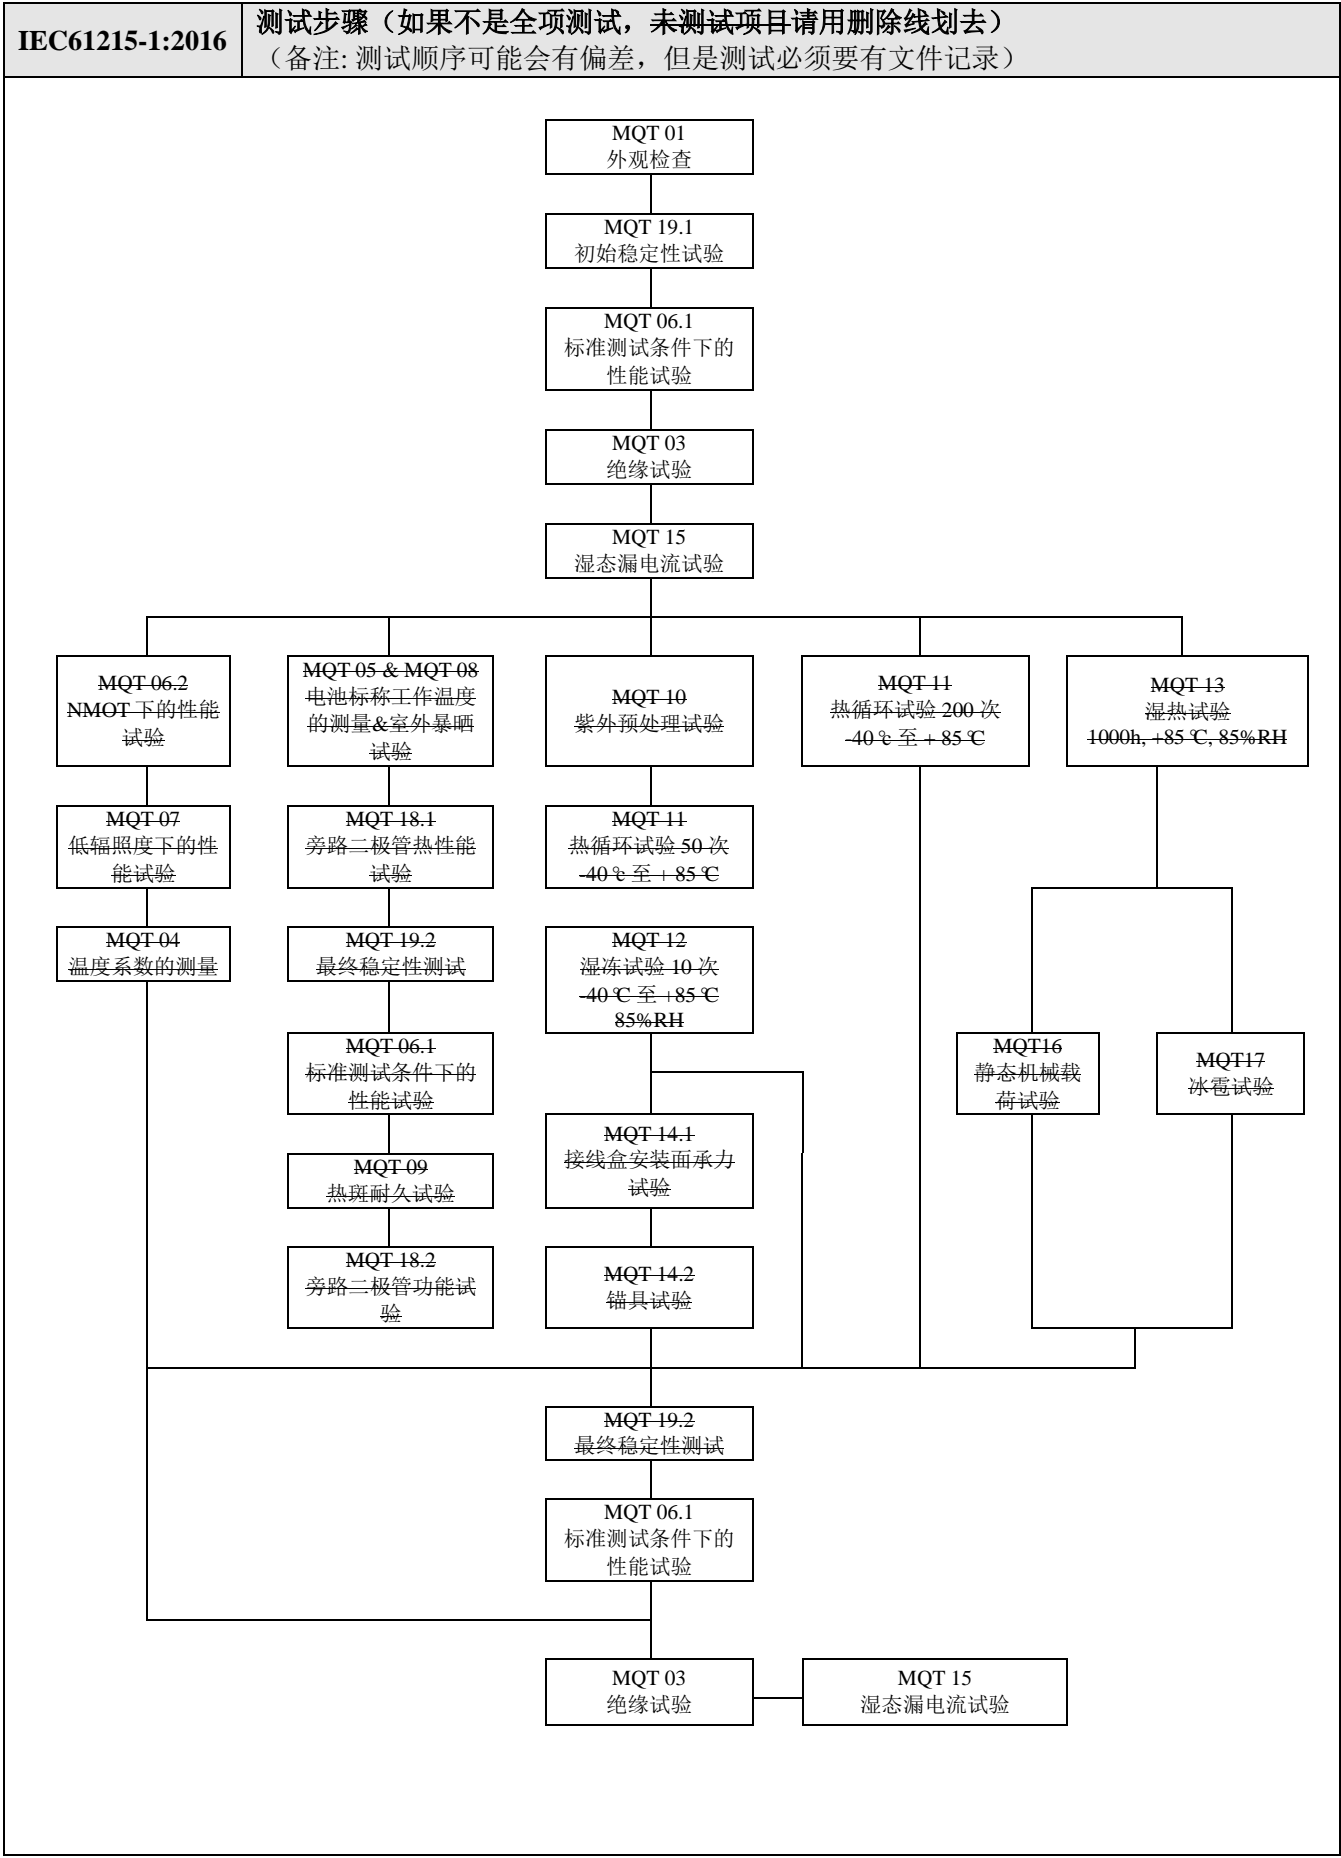 IEC61215-1:2016
测试步骤（如果不是全项测试，未测试项目请用删除线划去）
（备注: 测试顺序可能会有偏差，但是测试必须要有文件记录）
MQT 01
外观检查
MQT 19.1
初始稳定性试验
MQT 06.1
标准测试条件下的
性能试验
MQT 03
绝缘试验
MQT 15
湿态漏电流试验
MQT 06.2
NMOT 下的性能
试验
MQT 05 & MQT 08
电池标称工作温度
的测量&室外暴晒
试验
MQT 10
紫外预处理试验
MQT 11
热循环试验 200 次
-40℃ 至 + 85℃
MQT 13
湿热试验
1000h, +85℃, 85%RH
MQT 07
低辐照度下的性
能试验
MQT 18.1
旁路二极管热性能
试验
MQT 11
热循环试验 50 次
-40℃ 至 + 85℃
MQT 04
温度系数的测量
MQT 19.2
最终稳定性测试
MQT 12
湿冻试验 10 次
-40℃ 至 +85℃
85%RH
MQT 06.1
标准测试条件下的
性能试验
MQT16
静态机械载
荷试验
MQT17
冰雹试验
MQT 14.1
接线盒安装面承力
试验
MQT 09
热斑耐久试验
MQT 18.2
旁路二极管功能试
验
MQT 14.2
锚具试验
MQT 19.2
最终稳定性测试
MQT 06.1
标准测试条件下的
性能试验
MQT 03
绝缘试验
MQT 15
湿态漏电流试验